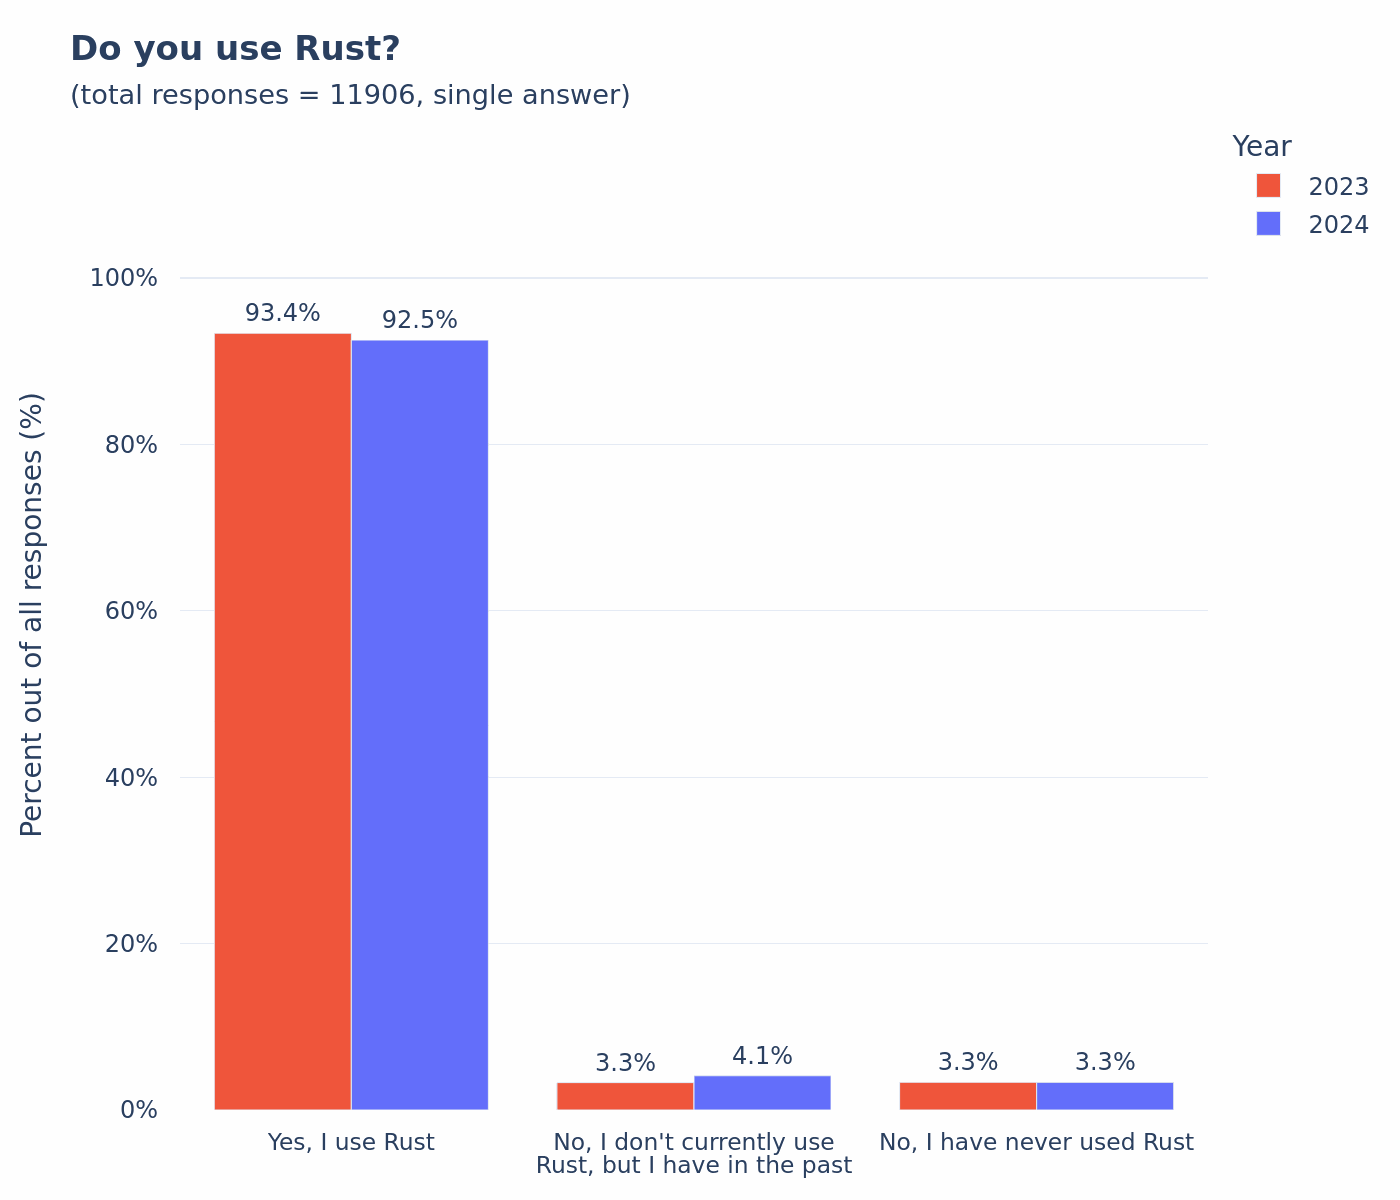 Do you use Rust?
(total responses = 11906, single answer)
Year
2023
2024
Percent out of all responses (%)
100%
80%
60%
40%
20%
0%
93.4%
92.5%
3.3%
4.1%
3.3%
3.3%
Yes, I use Rust
No, I don't currently use
Rust, but I have in the past
No, I have never used Rust